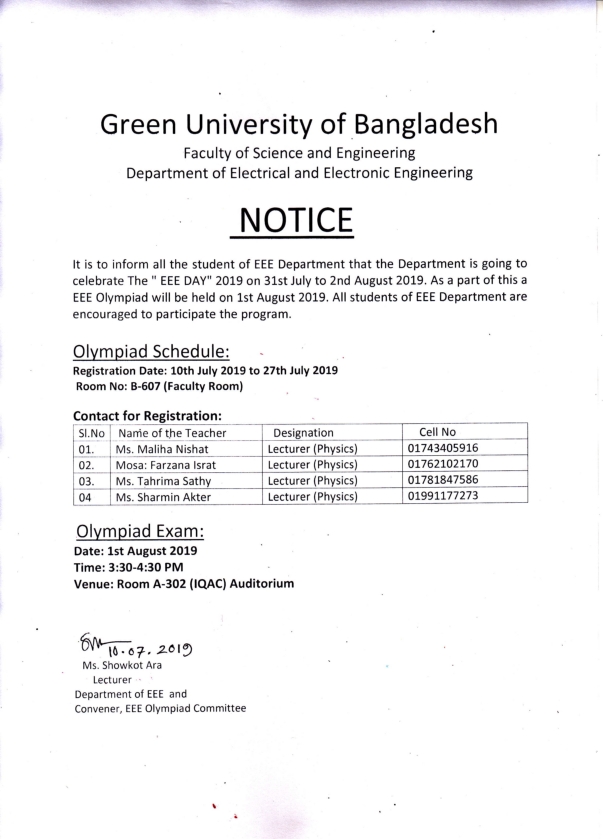 Green University of Bangladesh
Faculty of Science and Engineering
Department of Electrical and Electronic Engineering
NOTICE
It is to inform all the student of EEE Department that the Department is going to
celebrate The " EEE DAY" 2019 on 31st July to 2nd August 2019. As a part of this a
EEE Olympiad will be held on 1st August 2019. All students of EEE Department are
encouraged to participate the program.
Olympiad Schedule:
Registration Date: 10th July 2019 to 27th July 2019
Room No: B-607 (Faculty Room)
Contact for Registration:
Sl.No Name of the Teacher Designation Cell No
01. Ms. Maliha Nishat Lecturer (Physics) 01743405916
02. Mosa: Farzana Israt Lecturer (Physics) 01762102170
03. Ms. Tahrima Sathy Lecturer (Physics) 01781847586
04 Ms. Sharmin Akter Lecturer (Physics) 01991177273
Olympiad Exam:
Date: 1st August 2019
Time: 3:30-4:30 PM
Venue: Room A-302 (IQAC) Auditorium
10.07.2019
Ms. Showkot Ara
Lecturer
Department of EEE and
Convener, EEE Olympiad Committee